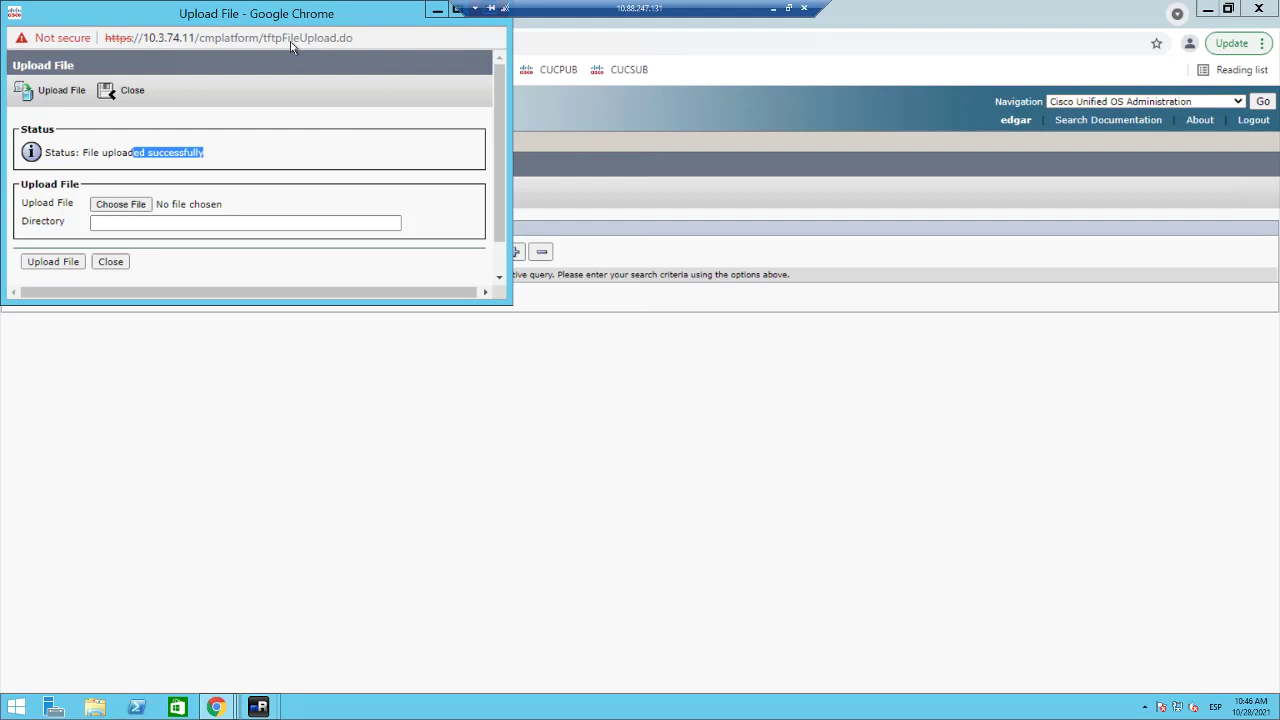 Upload File - Google Chrome
10.88.247.131
Not secure | https://10.3.74.11/cmplatform/tftpFileUpload.do
Update
CUCPUB
CUCSUB
Reading list
Upload File
Upload File
Close
Navigation Cisco Unified OS Administration Go
edgar
Search Documentation
About
Logout
Status
Status: File uploaded successfully
Upload File
Upload File Choose File No file chosen
Directory
Upload File
Close
tive query. Please enter your search criteria using the options above.
ESP
10:46 AM
10/28/2021